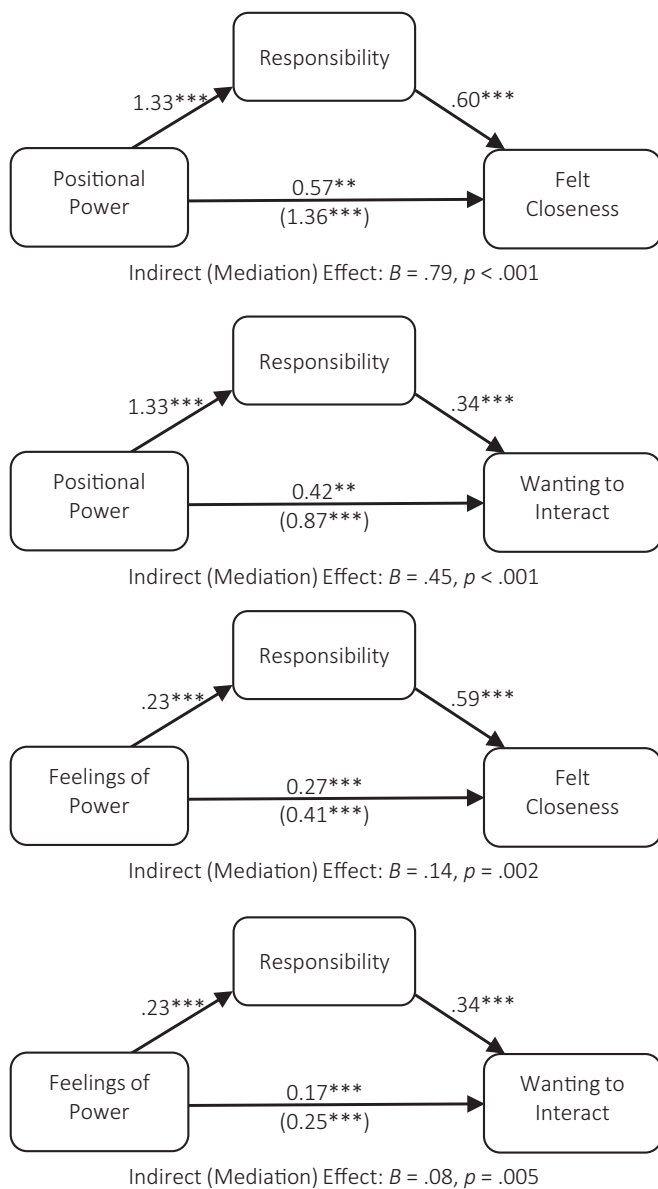 Responsibility
1.33***
.60***
Positional
Power
0.57**
(1.36***)
Felt
Closeness
Indirect (Mediation) Effect: B = .79, p < .001
Responsibility
1.33***
.34***
Positional
Power
0.42**
(0.87***)
Wanting to
Interact
Indirect (Mediation) Effect: B = .45, p < .001
Responsibility
.23***
.59***
Feelings of
Power
0.27***
(0.41***)
Felt
Closeness
Indirect (Mediation) Effect: B = .14, p = .002
Responsibility
.23***
.34***
Feelings of
Power
0.17***
(0.25***)
Wanting to
Interact
Indirect (Mediation) Effect: B = .08, p = .005